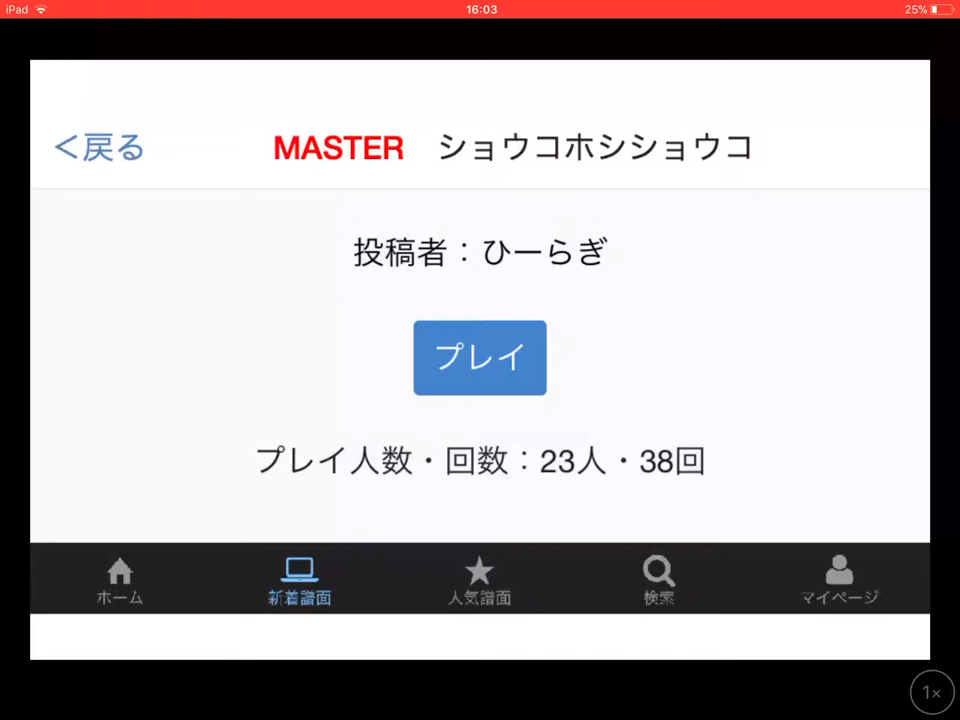 iPad 16:03 25%
＜戻る MASTER ショウコホシショウコ
投稿者：ひーらぎ
プレイ
プレイ人数・回数：23人・38回
ホーム 新着譜面 人気譜面 検索 マイページ
1×